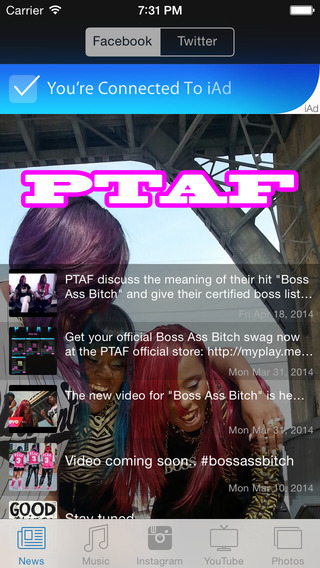 Carrier 7:31 PM
Facebook Twitter
You're Connected To iAd
iAd
PTAF
PTAF discuss the meaning of their hit "Boss
Ass Bitch" and give their certified boss list...
Fri Apr 18, 2014
Get your official Boss Ass Bitch swag now
at the PTAF official store: http://myplay.me...
Mon Mar 31, 2014
The new video for "Boss Ass Bitch" is he...
Mon Mar 31, 2014
Video coming soon.. #bossassbitch
Mon Mar 10, 2014
GOOD
Stay tuned
News Music Instagram YouTube Photos